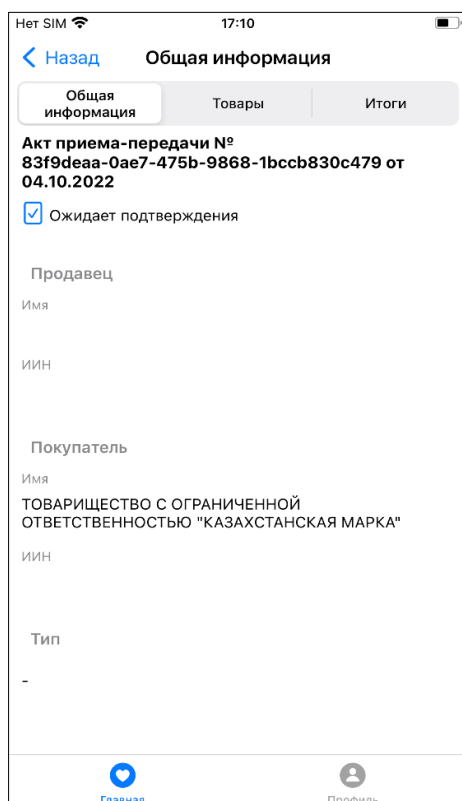 Нет SIM 17:10
Назад Общая информация
Общая информация Товары Итоги
Акт приема-передачи №
83f9deaa-0ae7-475b-9868-1bccb830c479 от
04.10.2022
Ожидает подтверждения
Продавец
Имя
ИИН
Покупатель
Имя
ТОВАРИЩЕСТВО С ОГРАНИЧЕННОЙ
ОТВЕТСТВЕННОСТЬЮ "КАЗАХСТАНСКАЯ МАРКА"
ИИН
Тип
-
Главная Профиль